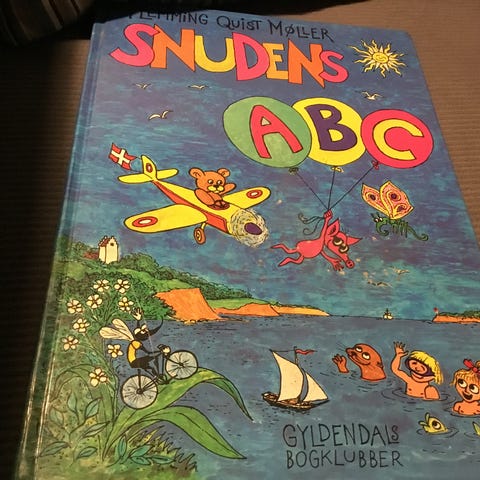 FLEMMING QUIST MØLLER
SNUDENS
ABC
GYLDENDALS
BOGKLUBBER